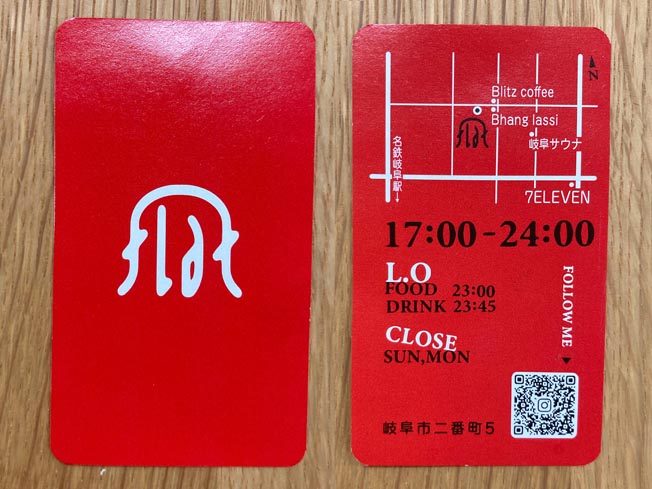 flat
N
Blitz coffee
Bhang lassi
岐阜サウナ
名鉄岐阜駅↓
7ELEVEN
17:00-24:00
L.O
FOOD 23:00
DRINK 23:45
FOLLOW ME
CLOSE
SUN,MON
岐阜市二番町5